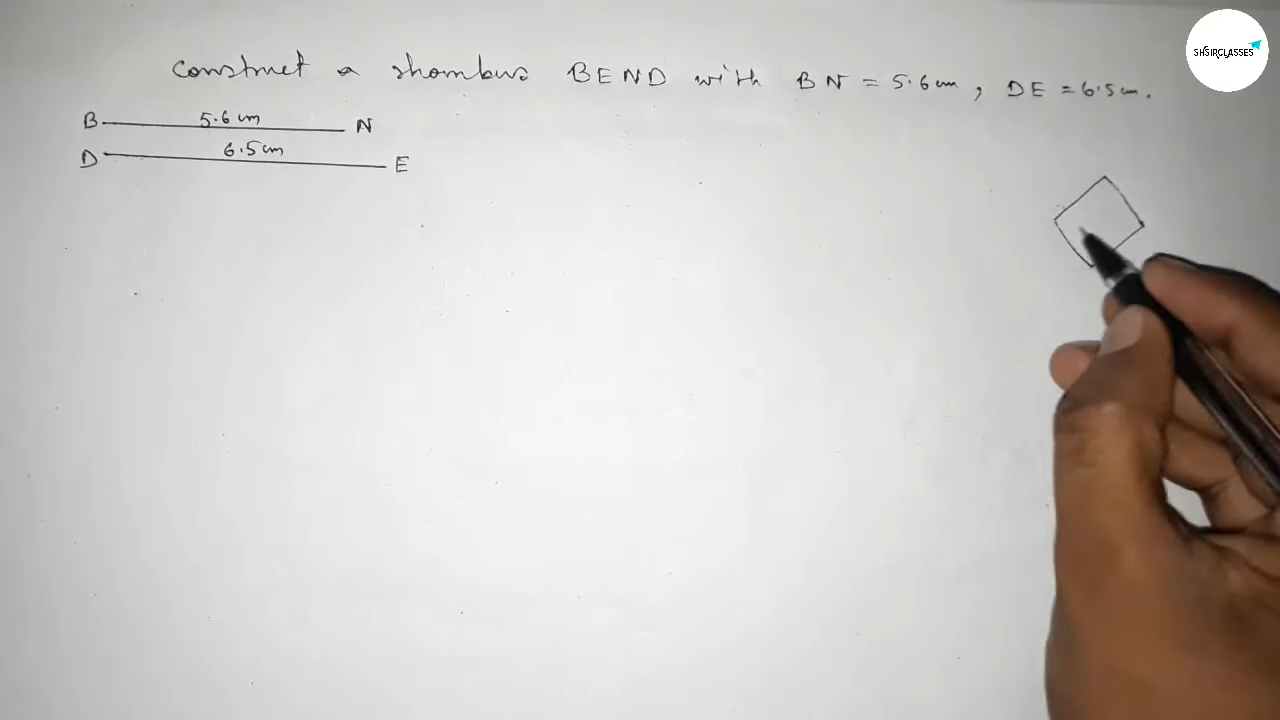 SHSIRCLASSES
construct a rhombus BEND with BN = 5.6 cm, DE = 6.5 cm.
B 5.6 cm N
D 6.5 cm E